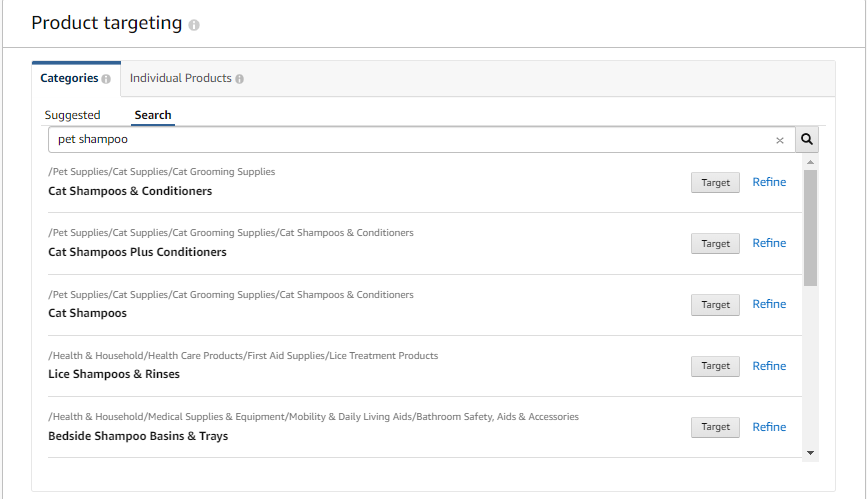 Product targeting
Categories
Individual Products
Suggested
Search
pet shampoo
/Pet Supplies/Cat Supplies/Cat Grooming Supplies
Cat Shampoos & Conditioners
Target
Refine
/Pet Supplies/Cat Supplies/Cat Grooming Supplies/Cat Shampoos & Conditioners
Cat Shampoos Plus Conditioners
Target
Refine
/Pet Supplies/Cat Supplies/Cat Grooming Supplies/Cat Shampoos & Conditioners
Cat Shampoos
Target
Refine
/Health & Household/Health Care Products/First Aid Supplies/Lice Treatment Products
Lice Shampoos & Rinses
Target
Refine
/Health & Household/Medical Supplies & Equipment/Mobility & Daily Living Aids/Bathroom Safety, Aids & Accessories
Bedside Shampoo Basins & Trays
Target
Refine